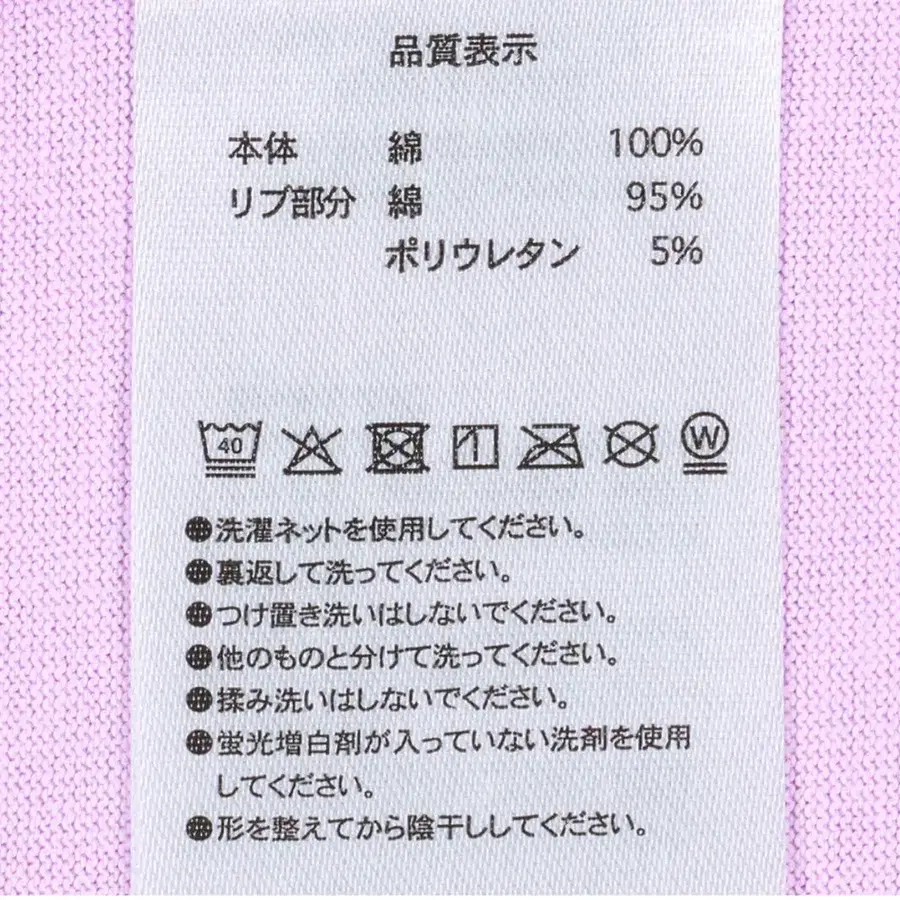 品質表示
本体 綿 100%
リブ部分 綿 95%
ポリウレタン 5%
40 W
●洗濯ネットを使用してください。
●裏返して洗ってください。
●つけ置き洗いはしないでください。
●他のものと分けて洗ってください。
●揉み洗いはしないでください。
●蛍光増白剤が入っていない洗剤を使用
してください。
●形を整えてから陰干ししてください。